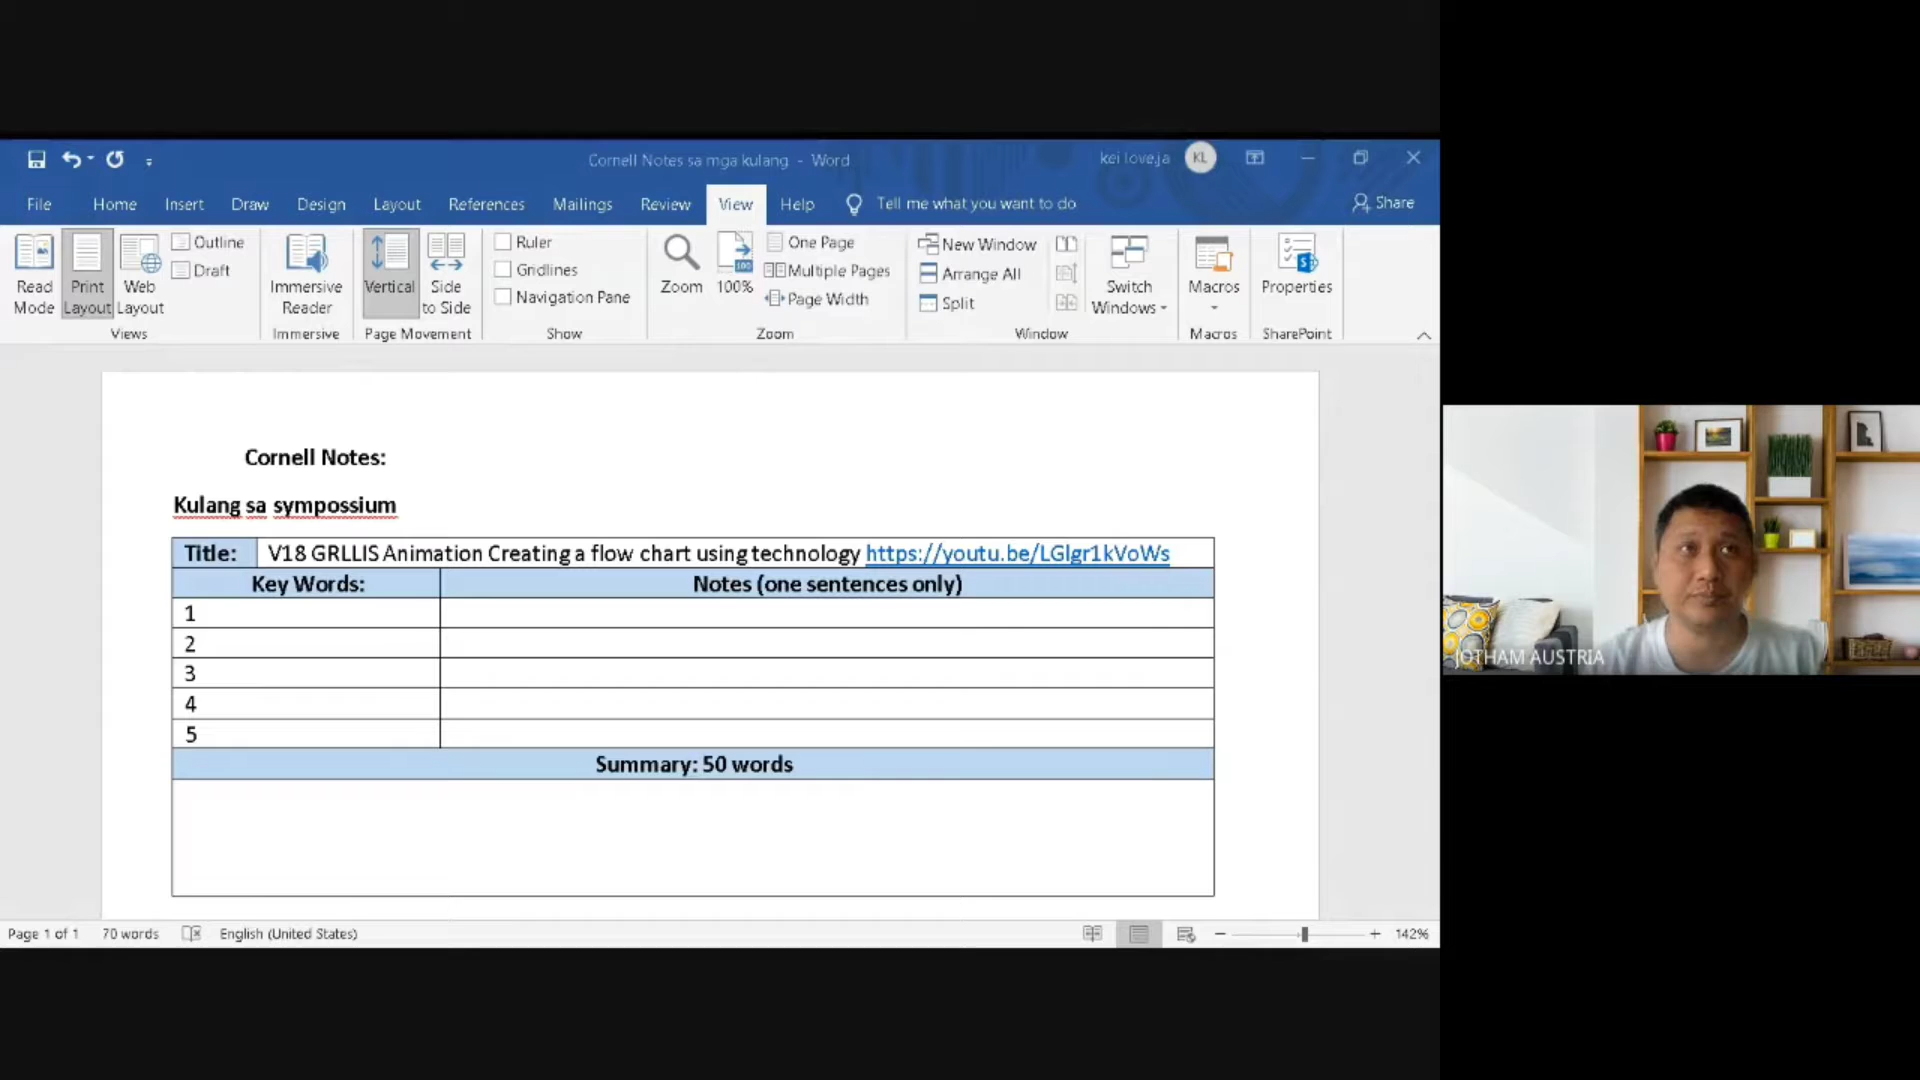 Cornell Notes sa mga kulang - Word
kei love.ja
KL
File Home Insert Draw Design Layout References Mailings Review View Help Tell me what you want to do Share
Read Mode
Print Layout
Web Layout
Outline
Draft
Views
Immersive Reader
Immersive
Vertical
Side to Side
Page Movement
Ruler
Gridlines
Navigation Pane
Show
Zoom
100
100%
One Page
Multiple Pages
Page Width
Zoom
New Window
Arrange All
Split
Switch Windows
Window
Macros
Macros
Properties
SharePoint
Cornell Notes:
Kulang sa sympossium
Title: V18 GRLLIS Animation Creating a flow chart using technology https://youtu.be/LGlgr1kVoWs
Key Words: Notes (one sentences only)
1
2
3
4
5
Summary: 50 words
JOTHAM AUSTRIA
Page 1 of 1 70 words English (United States) 142%